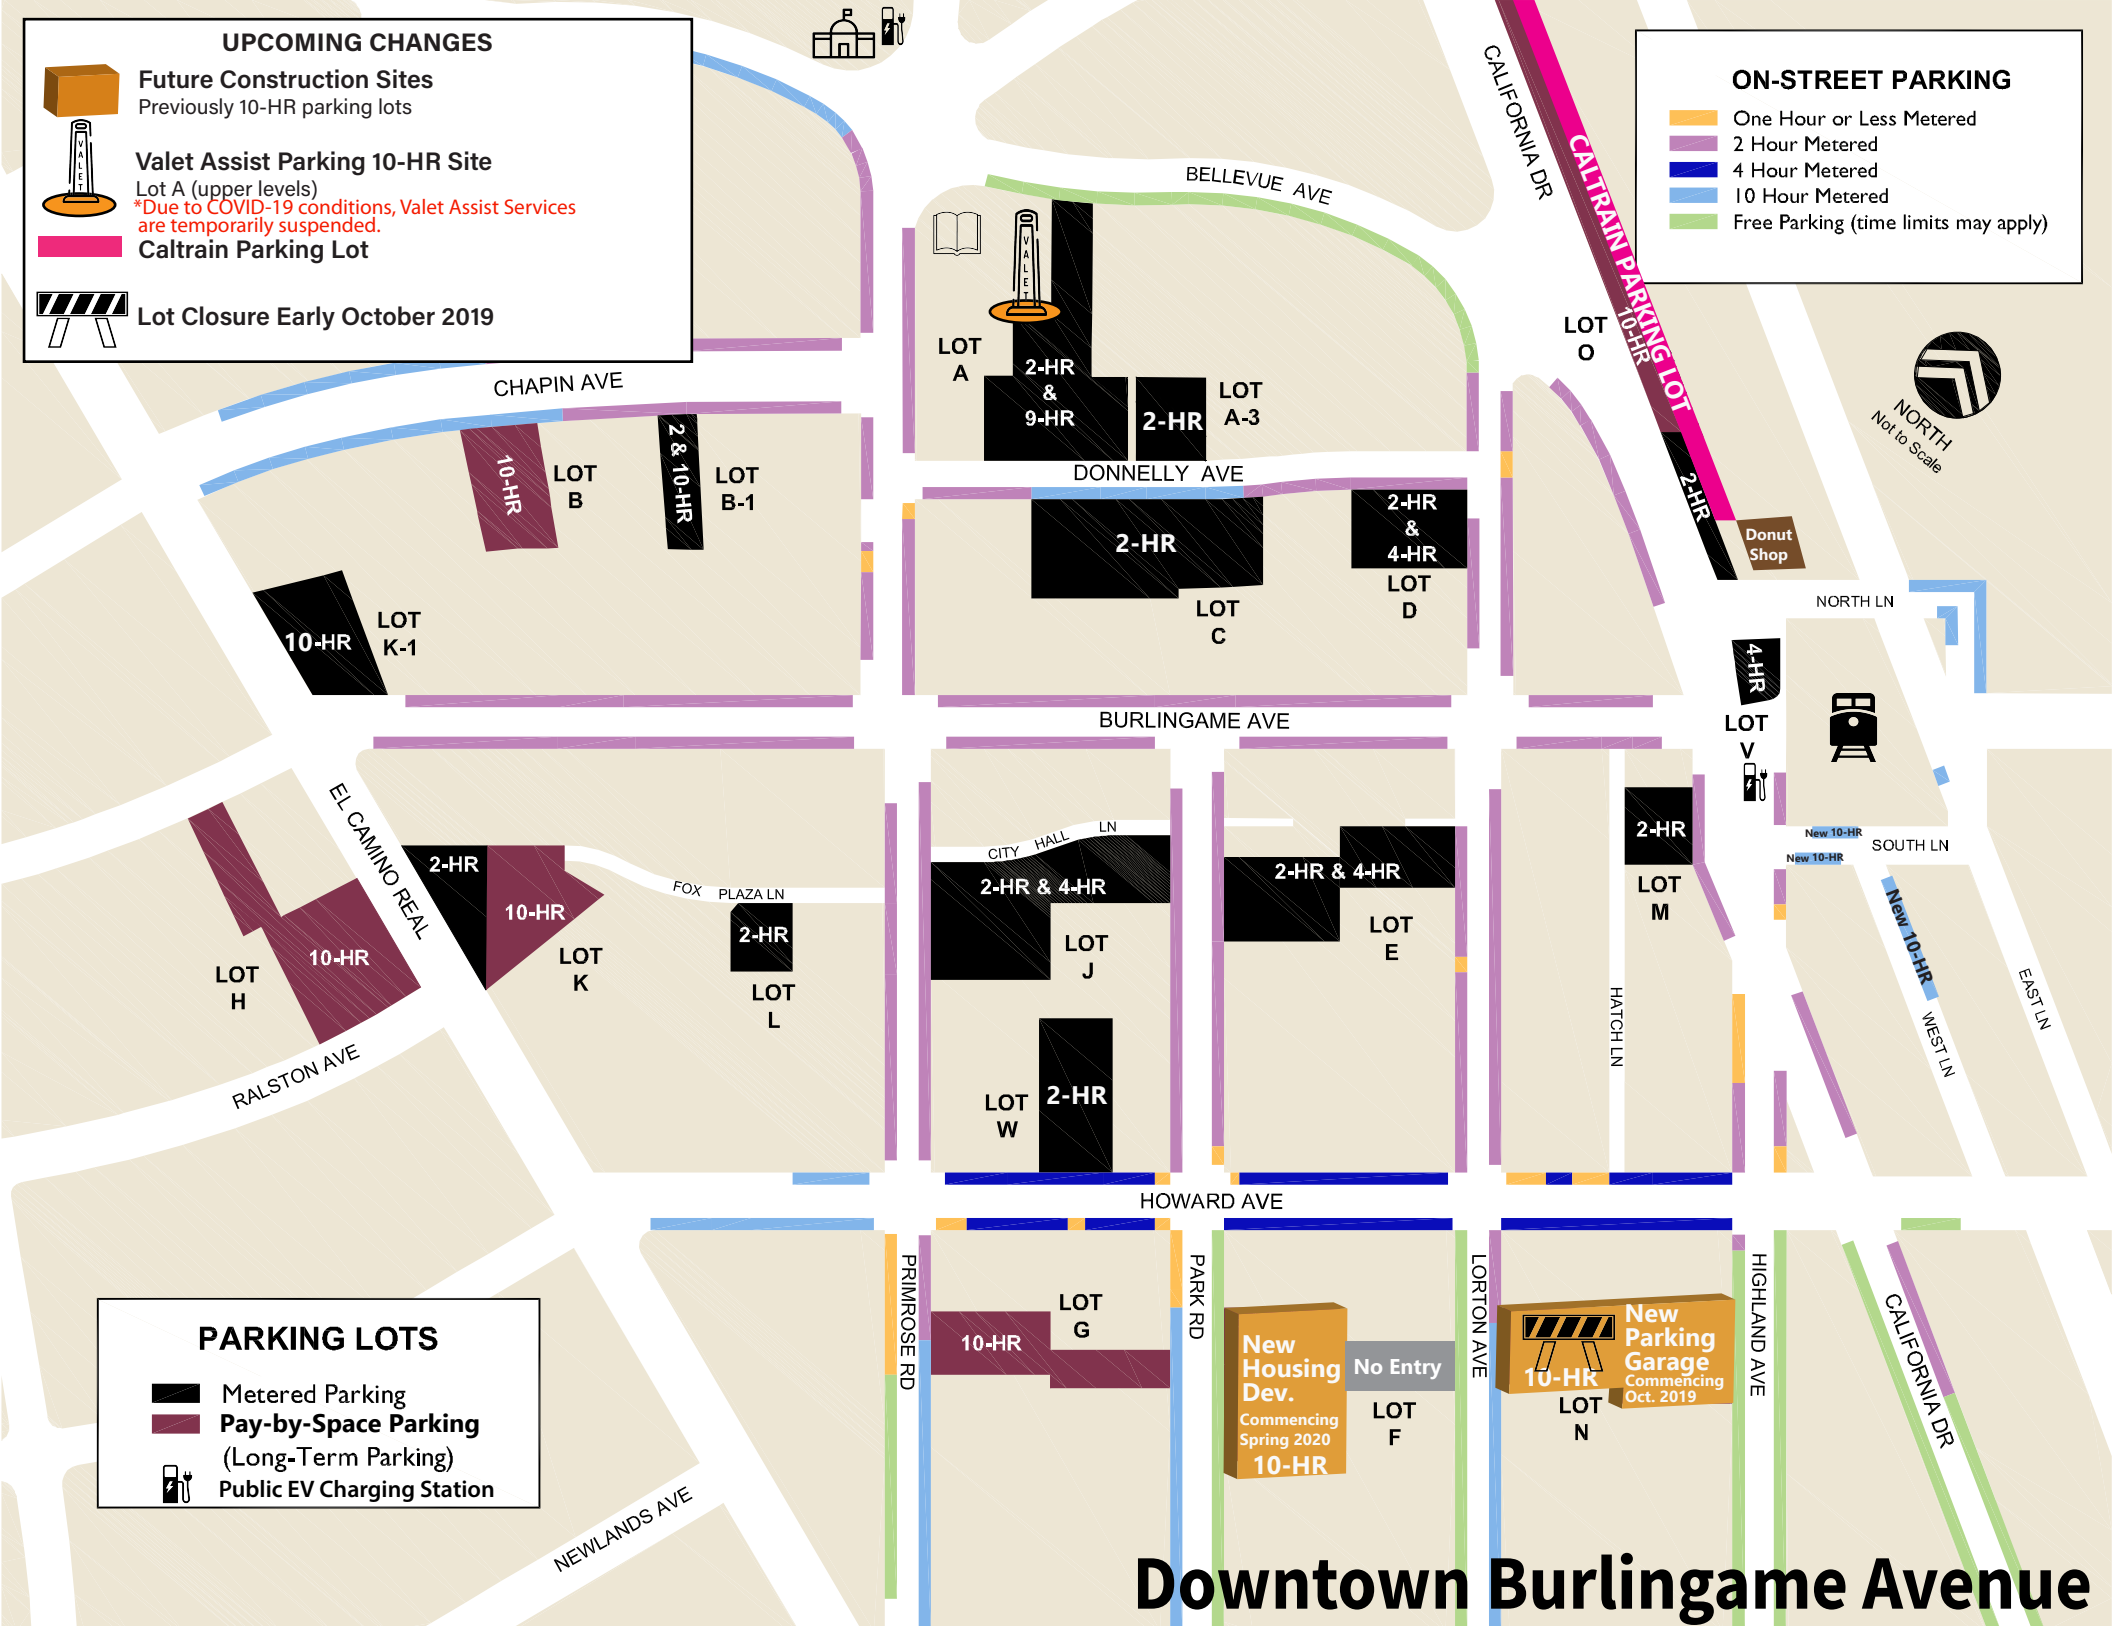 UPCOMING CHANGES
Future Construction Sites
Previously 10-HR parking lots
VALET
Valet Assist Parking 10-HR Site
Lot A (upper levels)
*Due to COVID-19 conditions, Valet Assist Services
are temporarily suspended.
Caltrain Parking Lot
Lot Closure Early October 2019
ON-STREET PARKING
One Hour or Less Metered
2 Hour Metered
4 Hour Metered
10 Hour Metered
Free Parking (time limits may apply)
CALIFORNIA DR
CALTRAIN PARKING LOT
10-HR
BELLEVUE AVE
VALET
LOT
O
LOT
A
2-HR
&
9-HR
2-HR
LOT
A-3
CHAPIN AVE
NORTH
Not to Scale
10-HR
LOT
B
2 & 10-HR
LOT
B-1
DONNELLY AVE
2-HR
LOT
C
2-HR
&
4-HR
LOT
D
2-HR
Donut
Shop
NORTH LN
10-HR
LOT
K-1
4-HR
LOT
V
BURLINGAME AVE
EL CAMINO REAL
2-HR
10-HR
LOT
K
FOX PLAZA LN
2-HR
LOT
L
CITY HALL LN
2-HR & 4-HR
LOT
J
2-HR & 4-HR
LOT
E
2-HR
LOT
M
New 10-HR
New 10-HR
SOUTH LN
New 10-HR
10-HR
LOT
H
RALSTON AVE
LOT
W
2-HR
HATCH LN
WEST LN
EAST LN
HOWARD AVE
PRIMROSE RD
10-HR
LOT
G
PARK RD
New
Housing
Dev.
Commencing
Spring 2020
10-HR
No Entry
LOT
F
LORTON AVE
New
Parking
Garage
Commencing
Oct. 2019
10-HR
LOT
N
HIGHLAND AVE
CALIFORNIA DR
PARKING LOTS
Metered Parking
Pay-by-Space Parking
(Long-Term Parking)
Public EV Charging Station
NEWLANDS AVE
Downtown Burlingame Avenue